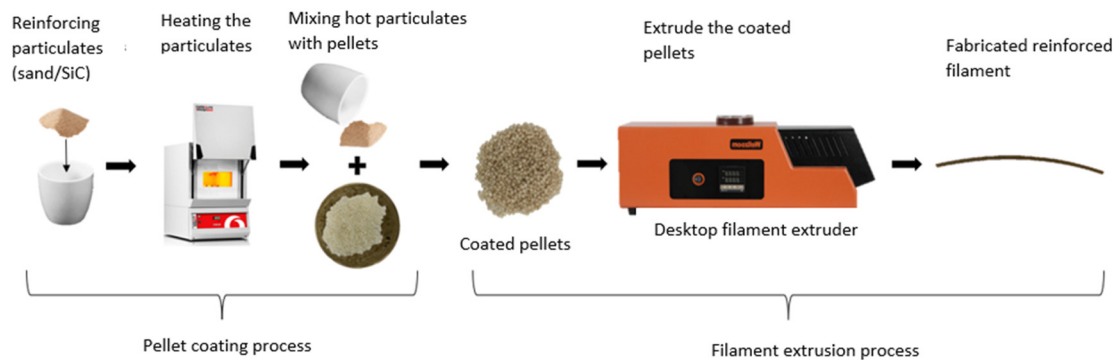 Reinforcing
particulates
(sand/SiC)
Heating the
particulates
Mixing hot particulates
with pellets
Extrude the coated
pellets
Fabricated reinforced
filament
Coated pellets
Desktop filament extruder
Pellet coating process
Filament extrusion process